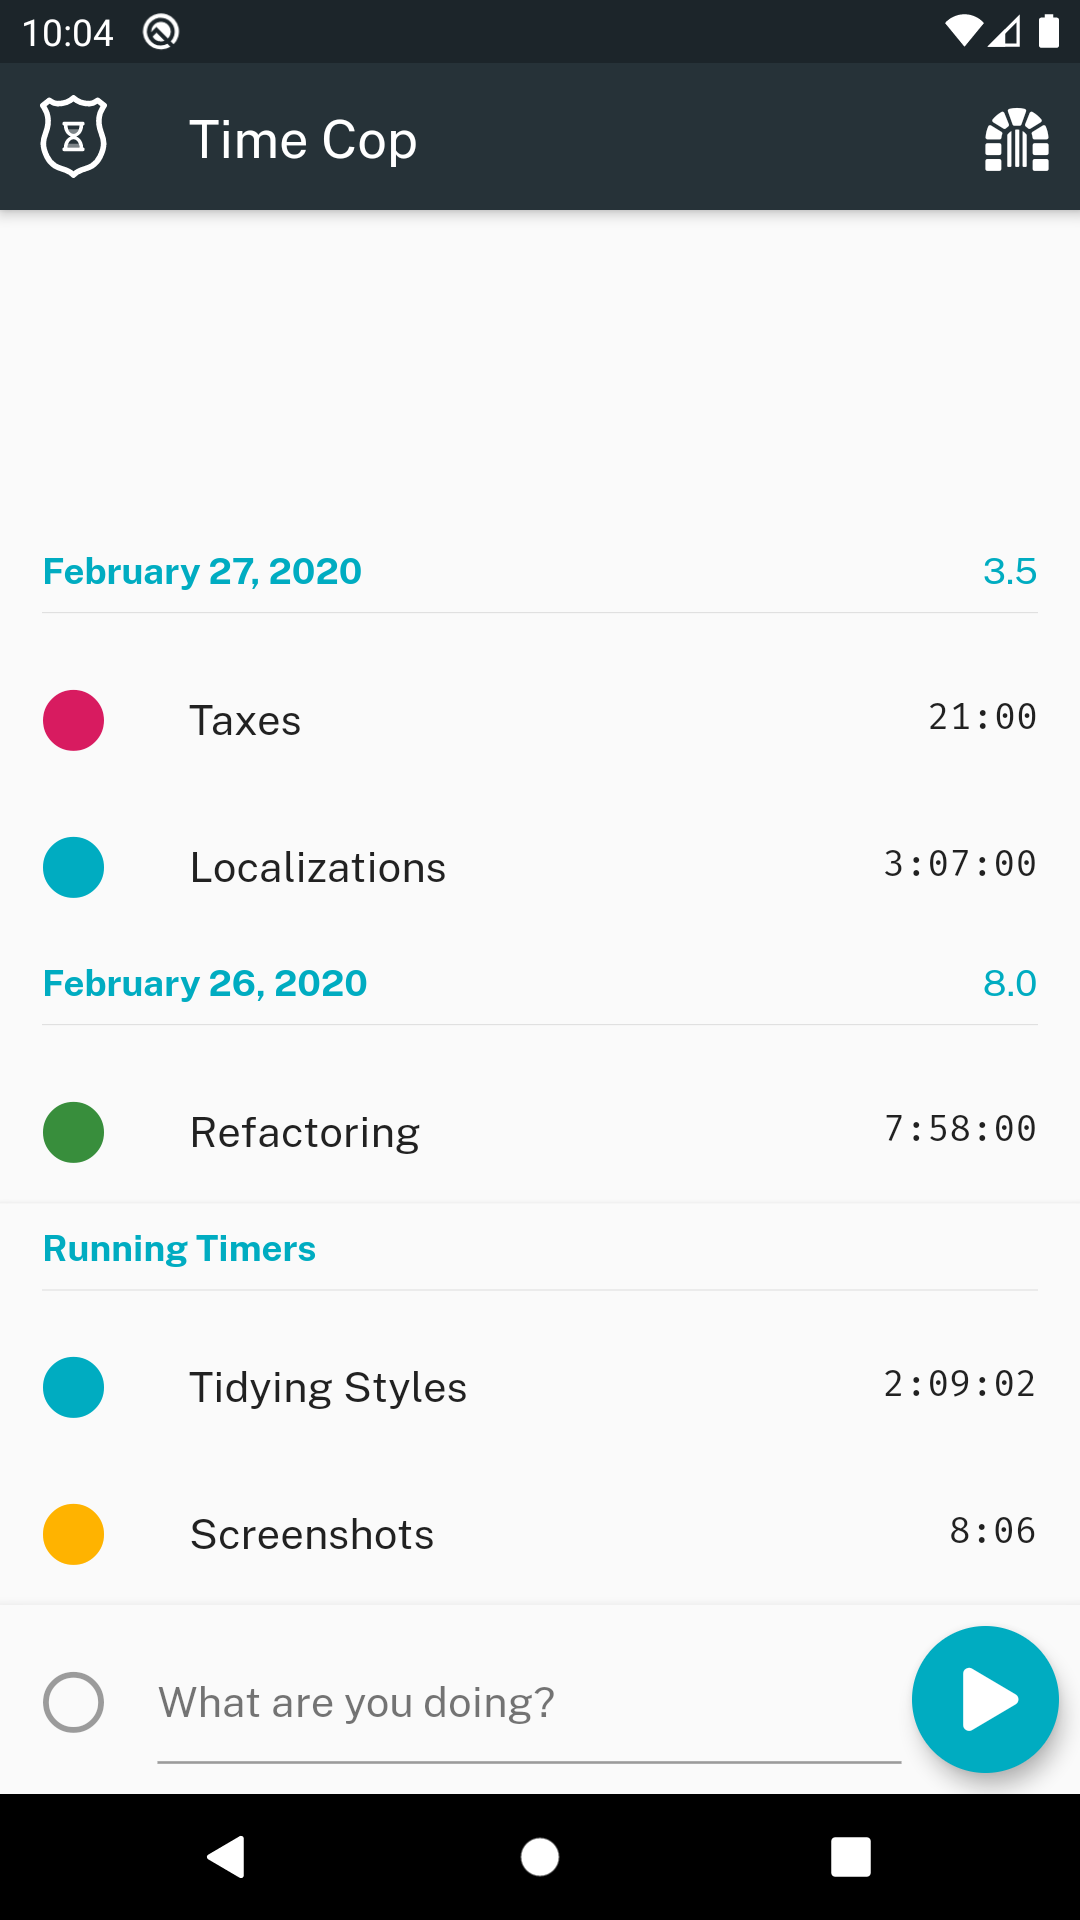 10:04
Time Cop
February 27, 2020 3.5
Taxes 21:00
Localizations 3:07:00
February 26, 2020 8.0
Refactoring 7:58:00
Running Timers
Tidying Styles 2:09:02
Screenshots 8:06
What are you doing?